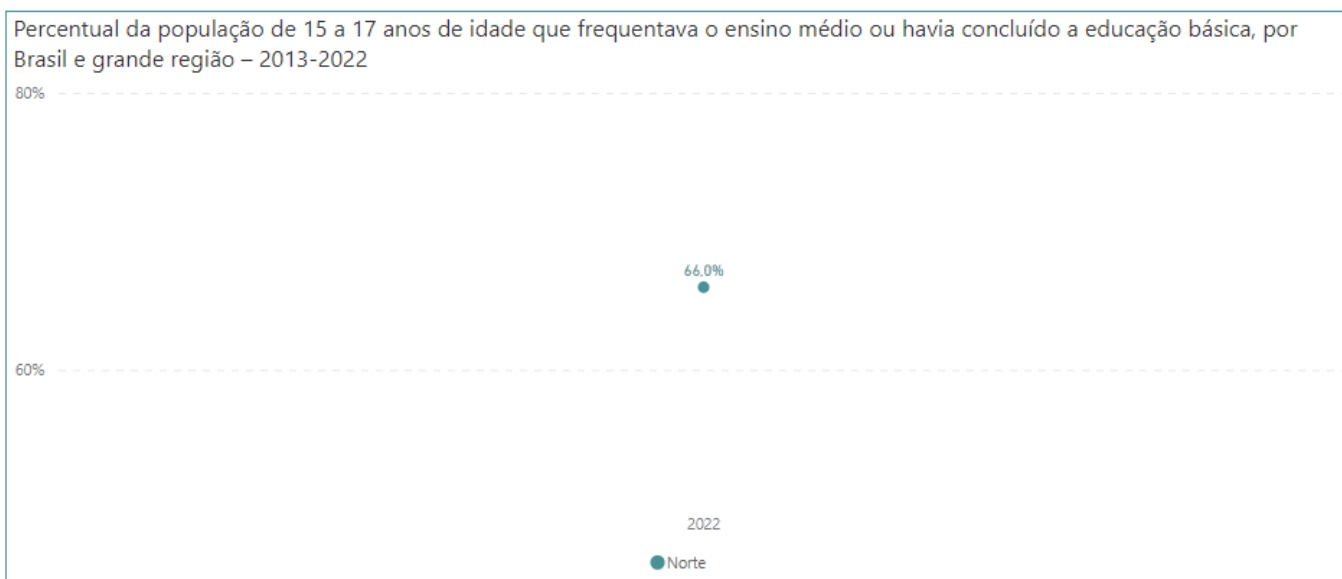 Percentual da população de 15 a 17 anos de idade que frequentava o ensino médio ou havia concluído a educação básica, por
Brasil e grande região – 2013-2022
80%
66,0%
60%
2022
Norte